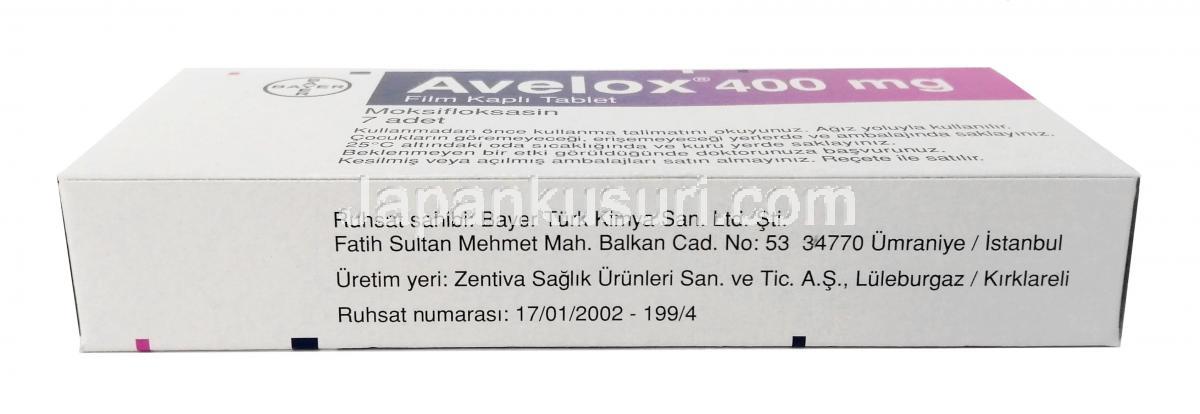 BAYER
Avelox® 400 mg
Film Kaplı Tablet
Moksifloksasin
7 adet
Kullanmadan önce kullanma talimatını okuyunuz. Ağız yoluyla kullanılır.
Çocukların göremeyeceği, erişemeyeceği yerlerde ve ambalajında saklayınız.
25°C altındaki oda sıcaklığında ve kuru yerde saklayınız.
Beklenmeyen bir etki görüldüğünde doktorunuza başvurunuz.
Kesilmiş veya açılmış ambalajları satın almayınız. Reçete ile satılır.
Japankusuri.com
Ruhsat sahibi: Bayer Türk Kimya San. Ltd. Şti.
Fatih Sultan Mehmet Mah. Balkan Cad. No: 53 34770 Ümraniye / İstanbul
Üretim yeri: Zentiva Sağlık Ürünleri San. ve Tic. A.Ş., Lüleburgaz / Kırklareli
Ruhsat numarası: 17/01/2002 - 199/4